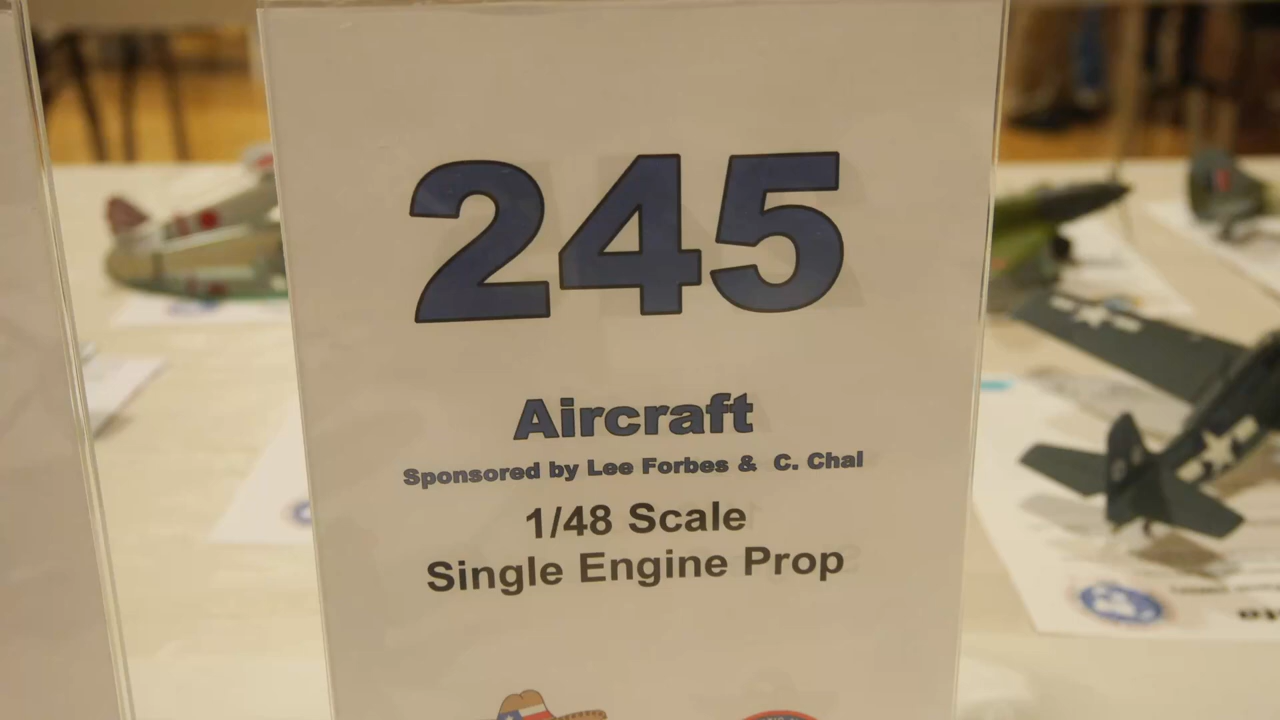 245
Aircraft
Sponsored by Lee Forbes & C. Chal
1/48 Scale
Single Engine Prop